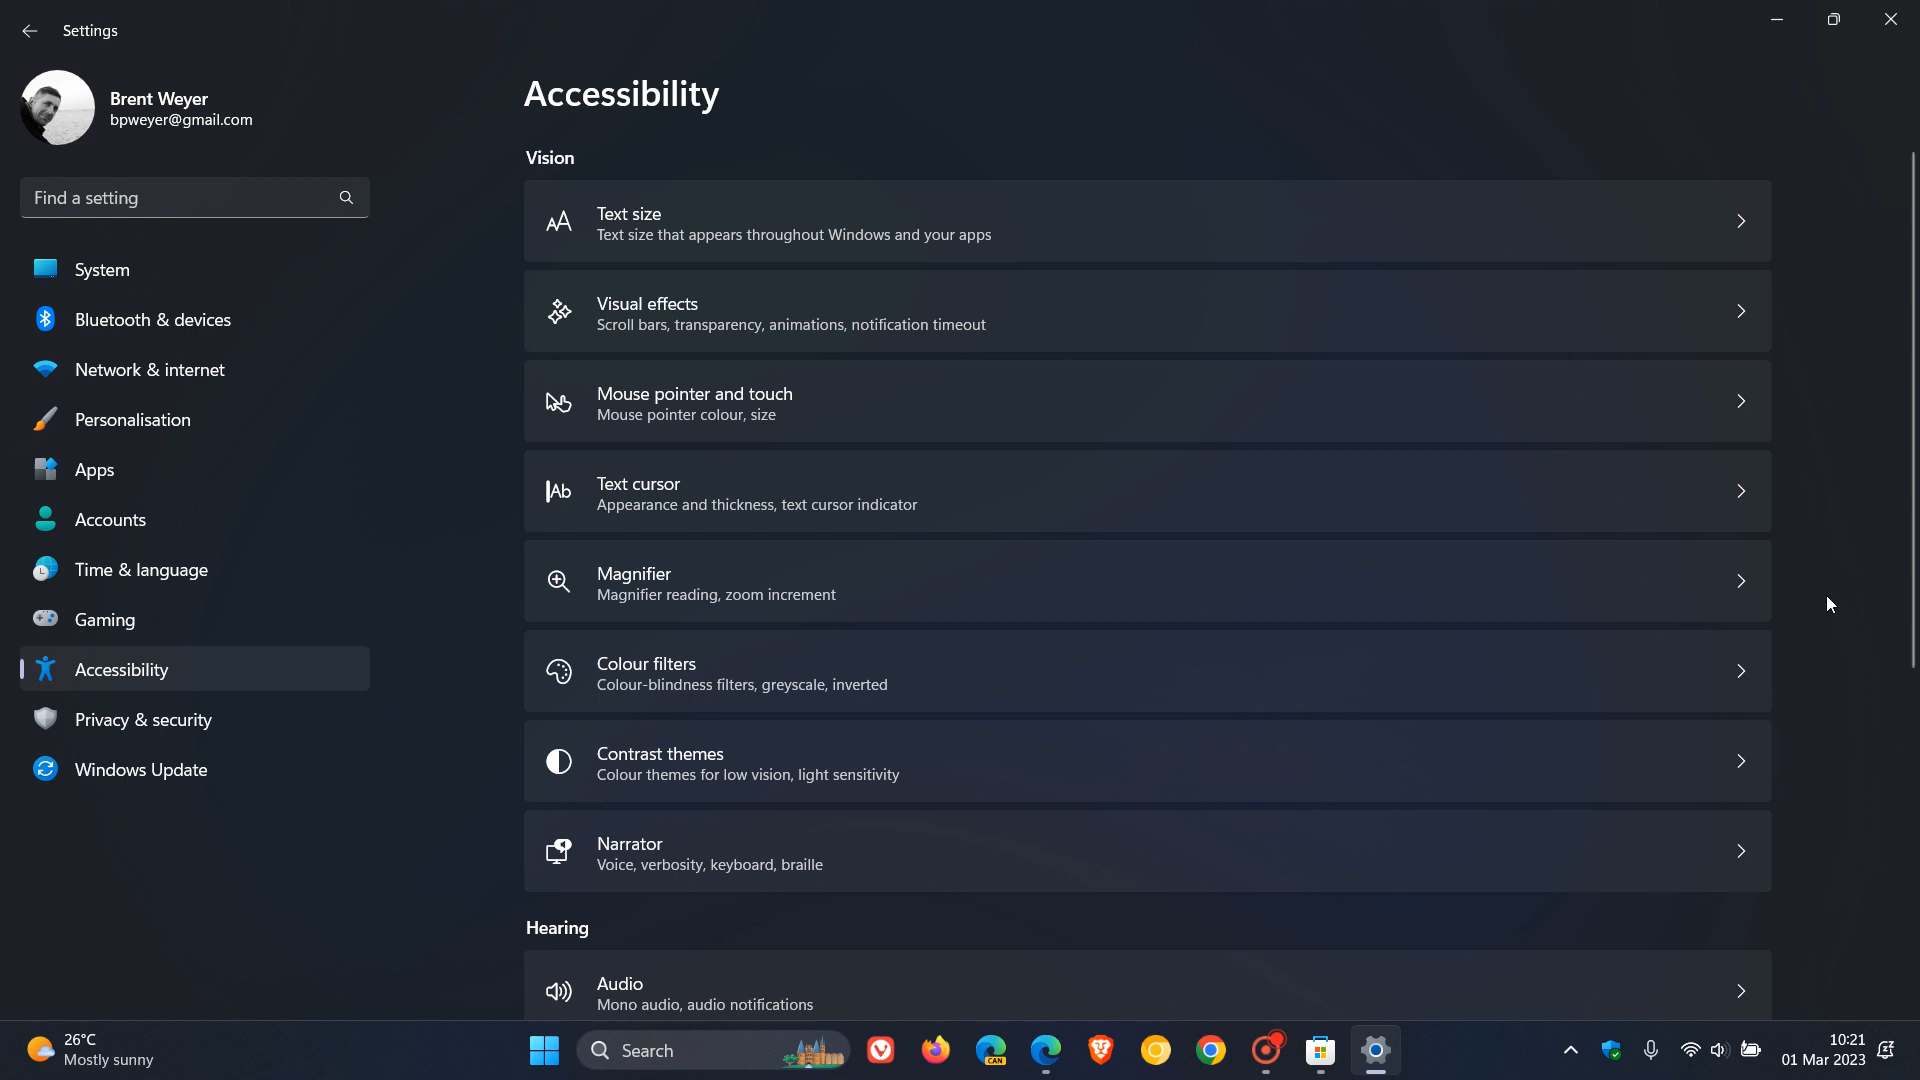 Settings
Brent Weyer
bpweyer@gmail.com
Find a setting
System
Bluetooth & devices
Network & internet
Personalisation
Apps
Accounts
Time & language
Gaming
Accessibility
Privacy & security
Windows Update
Accessibility
Vision
Text size
Text size that appears throughout Windows and your apps
Visual effects
Scroll bars, transparency, animations, notification timeout
Mouse pointer and touch
Mouse pointer colour, size
Text cursor
Appearance and thickness, text cursor indicator
Magnifier
Magnifier reading, zoom increment
Colour filters
Colour-blindness filters, greyscale, inverted
Contrast themes
Colour themes for low vision, light sensitivity
Narrator
Voice, verbosity, keyboard, braille
Hearing
Audio
Mono audio, audio notifications
26°C
Mostly sunny
Search
CAN
10:21
01 Mar 2023